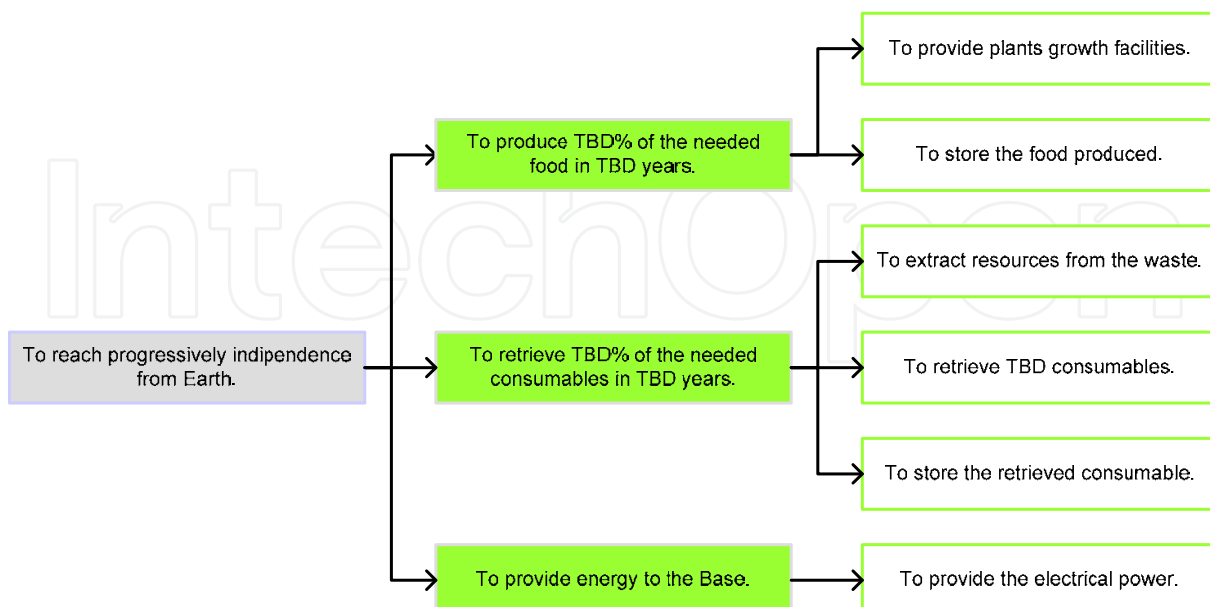 To provide plants growth facilities.
To produce TBD% of the needed
food in TBD years.
To store the food produced.
To extract resources from the waste.
To reach progressively indipendence
from Earth.
To retrieve TBD% of the needed
consumables in TBD years.
To retrieve TBD consumables.
To store the retrieved consumable.
To provide energy to the Base.
To provide the electrical power.
IntechOpen